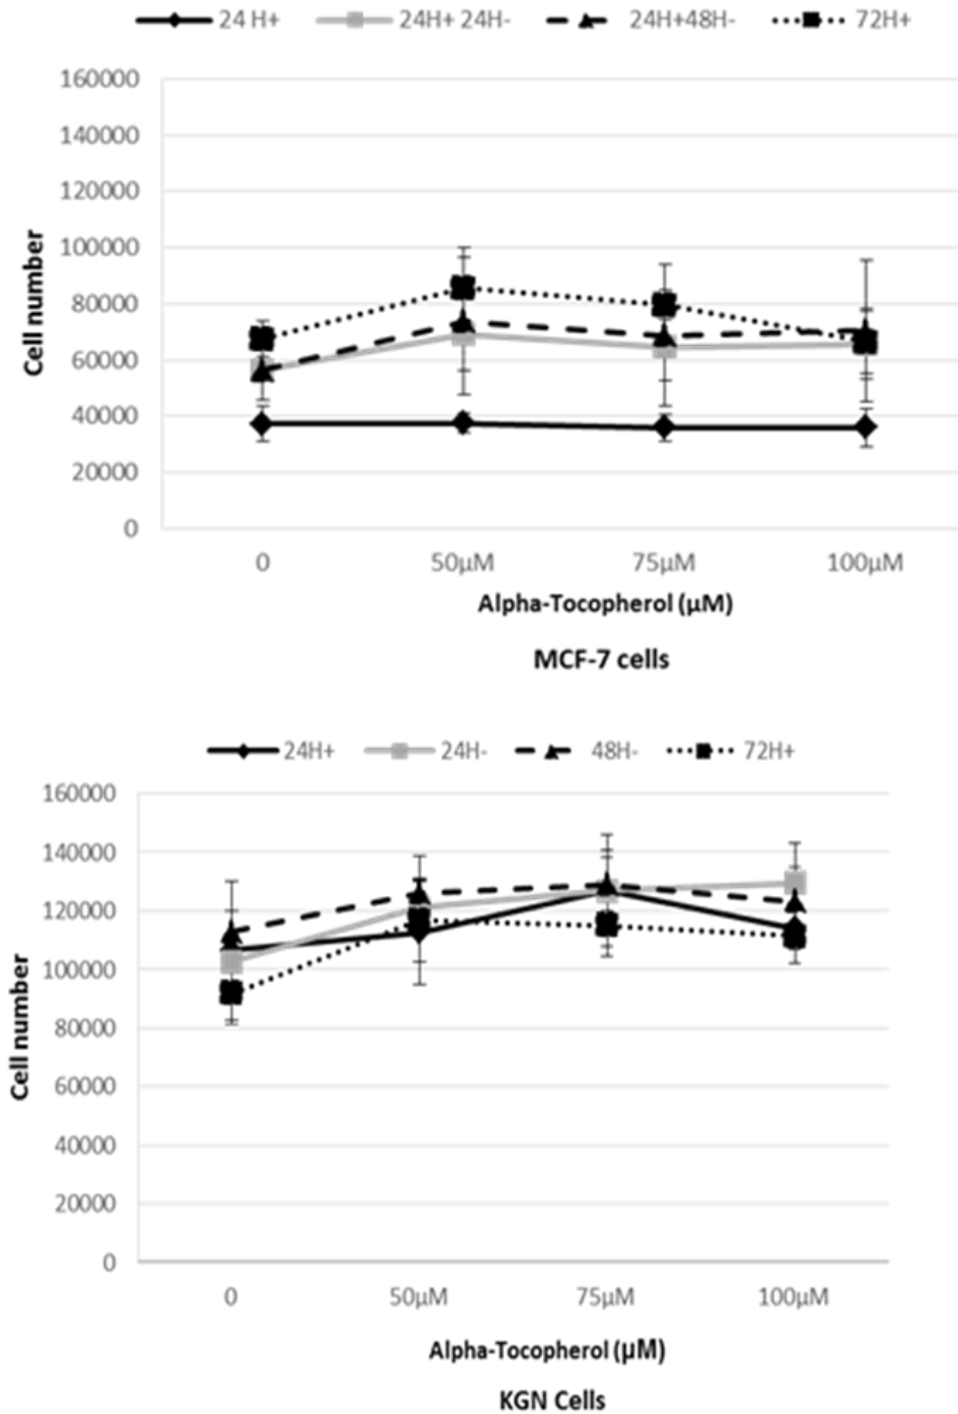 24 H+ 24H+ 24H- 24H+48H- 72H+
160000
140000
120000
100000
80000
60000
40000
20000
0
Cell number
0 50µM 75µM 100µM
Alpha-Tocopherol (µM)
MCF-7 cells
24H+ 24H- 48H- 72H+
160000
140000
120000
100000
80000
60000
40000
20000
0
Cell number
0 50µM 75µM 100µM
Alpha-Tocopherol (µM)
KGN Cells